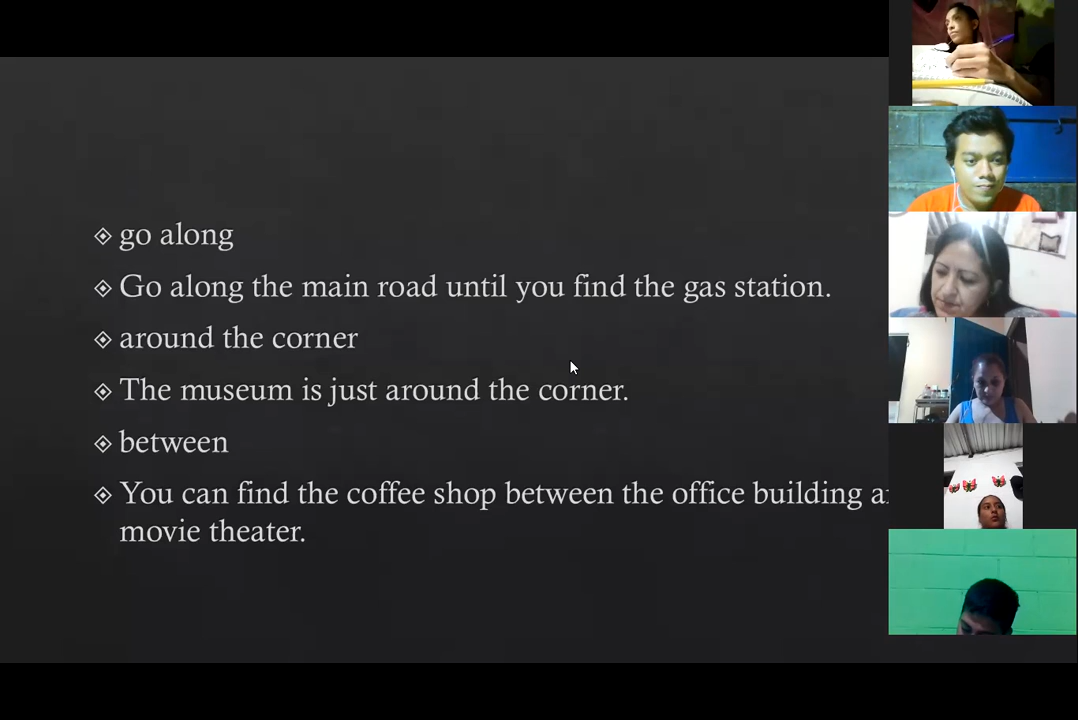 go along
Go along the main road until you find the gas station.
around the corner
The museum is just around the corner.
between
You can find the coffee shop between the office building
movie theater.